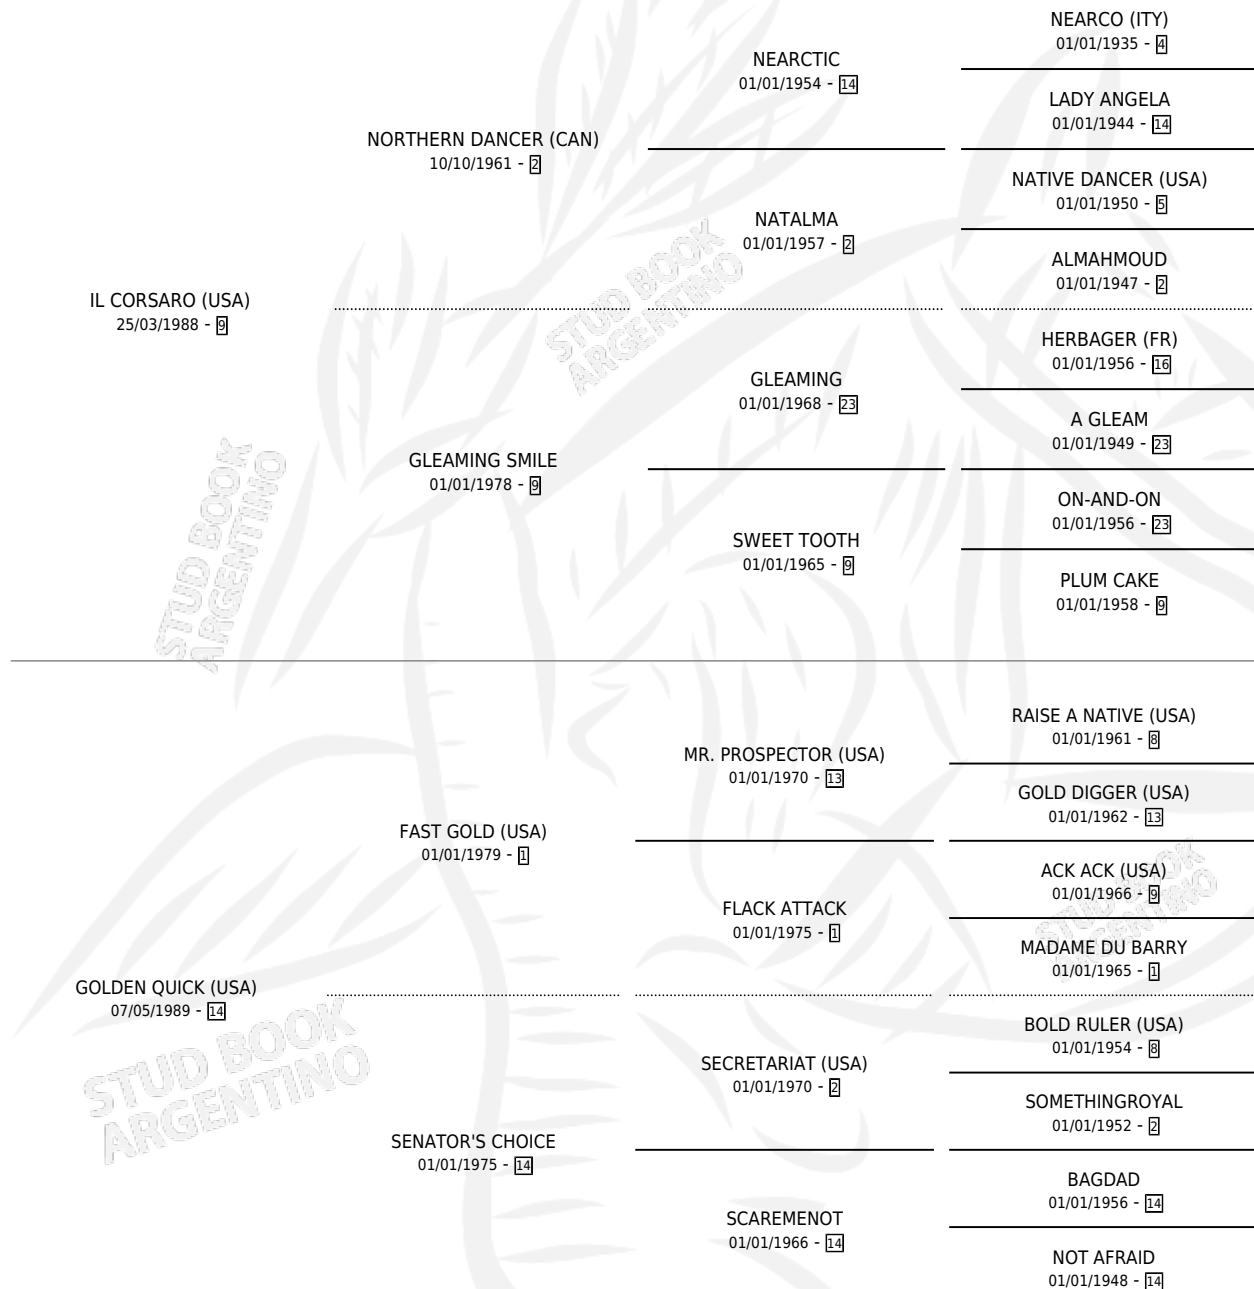 NEARCO (ITY)
01/01/1935 - 4
NEARCTIC
01/01/1954 - 14
LADY ANGELA
01/01/1944 - 14
NORTHERN DANCER (CAN)
10/10/1961 - 2
NATIVE DANCER (USA)
01/01/1950 - 5
NATALMA
01/01/1957 - 2
ALMAHMOUD
01/01/1947 - 2
IL CORSARO (USA)
25/03/1988 - 9
HERBAGER (FR)
01/01/1956 - 16
GLEAMING
01/01/1968 - 23
A GLEAM
01/01/1949 - 23
GLEAMING SMILE
01/01/1978 - 9
ON-AND-ON
01/01/1956 - 23
SWEET TOOTH
01/01/1965 - 9
PLUM CAKE
01/01/1958 - 9
RAISE A NATIVE (USA)
01/01/1961 - 8
MR. PROSPECTOR (USA)
01/01/1970 - 13
GOLD DIGGER (USA)
01/01/1962 - 13
FAST GOLD (USA)
01/01/1979 - 1
ACK ACK (USA)
01/01/1966 - 9
FLACK ATTACK
01/01/1975 - 1
MADAME DU BARRY
01/01/1965 - 1
GOLDEN QUICK (USA)
07/05/1989 - 14
BOLD RULER (USA)
01/01/1954 - 8
SECRETARIAT (USA)
01/01/1970 - 2
SOMETHINGROYAL
01/01/1952 - 2
SENATOR'S CHOICE
01/01/1975 - 14
BAGDAD
01/01/1956 - 14
SCAREMENOT
01/01/1966 - 14
NOT AFRAID
01/01/1948 - 14
STUD BOOK
ARGENTINO
STUD BOOK
ARGENTINO
STUD BOOK
ARGENTINO
STUD BOOK
ARGENTINO